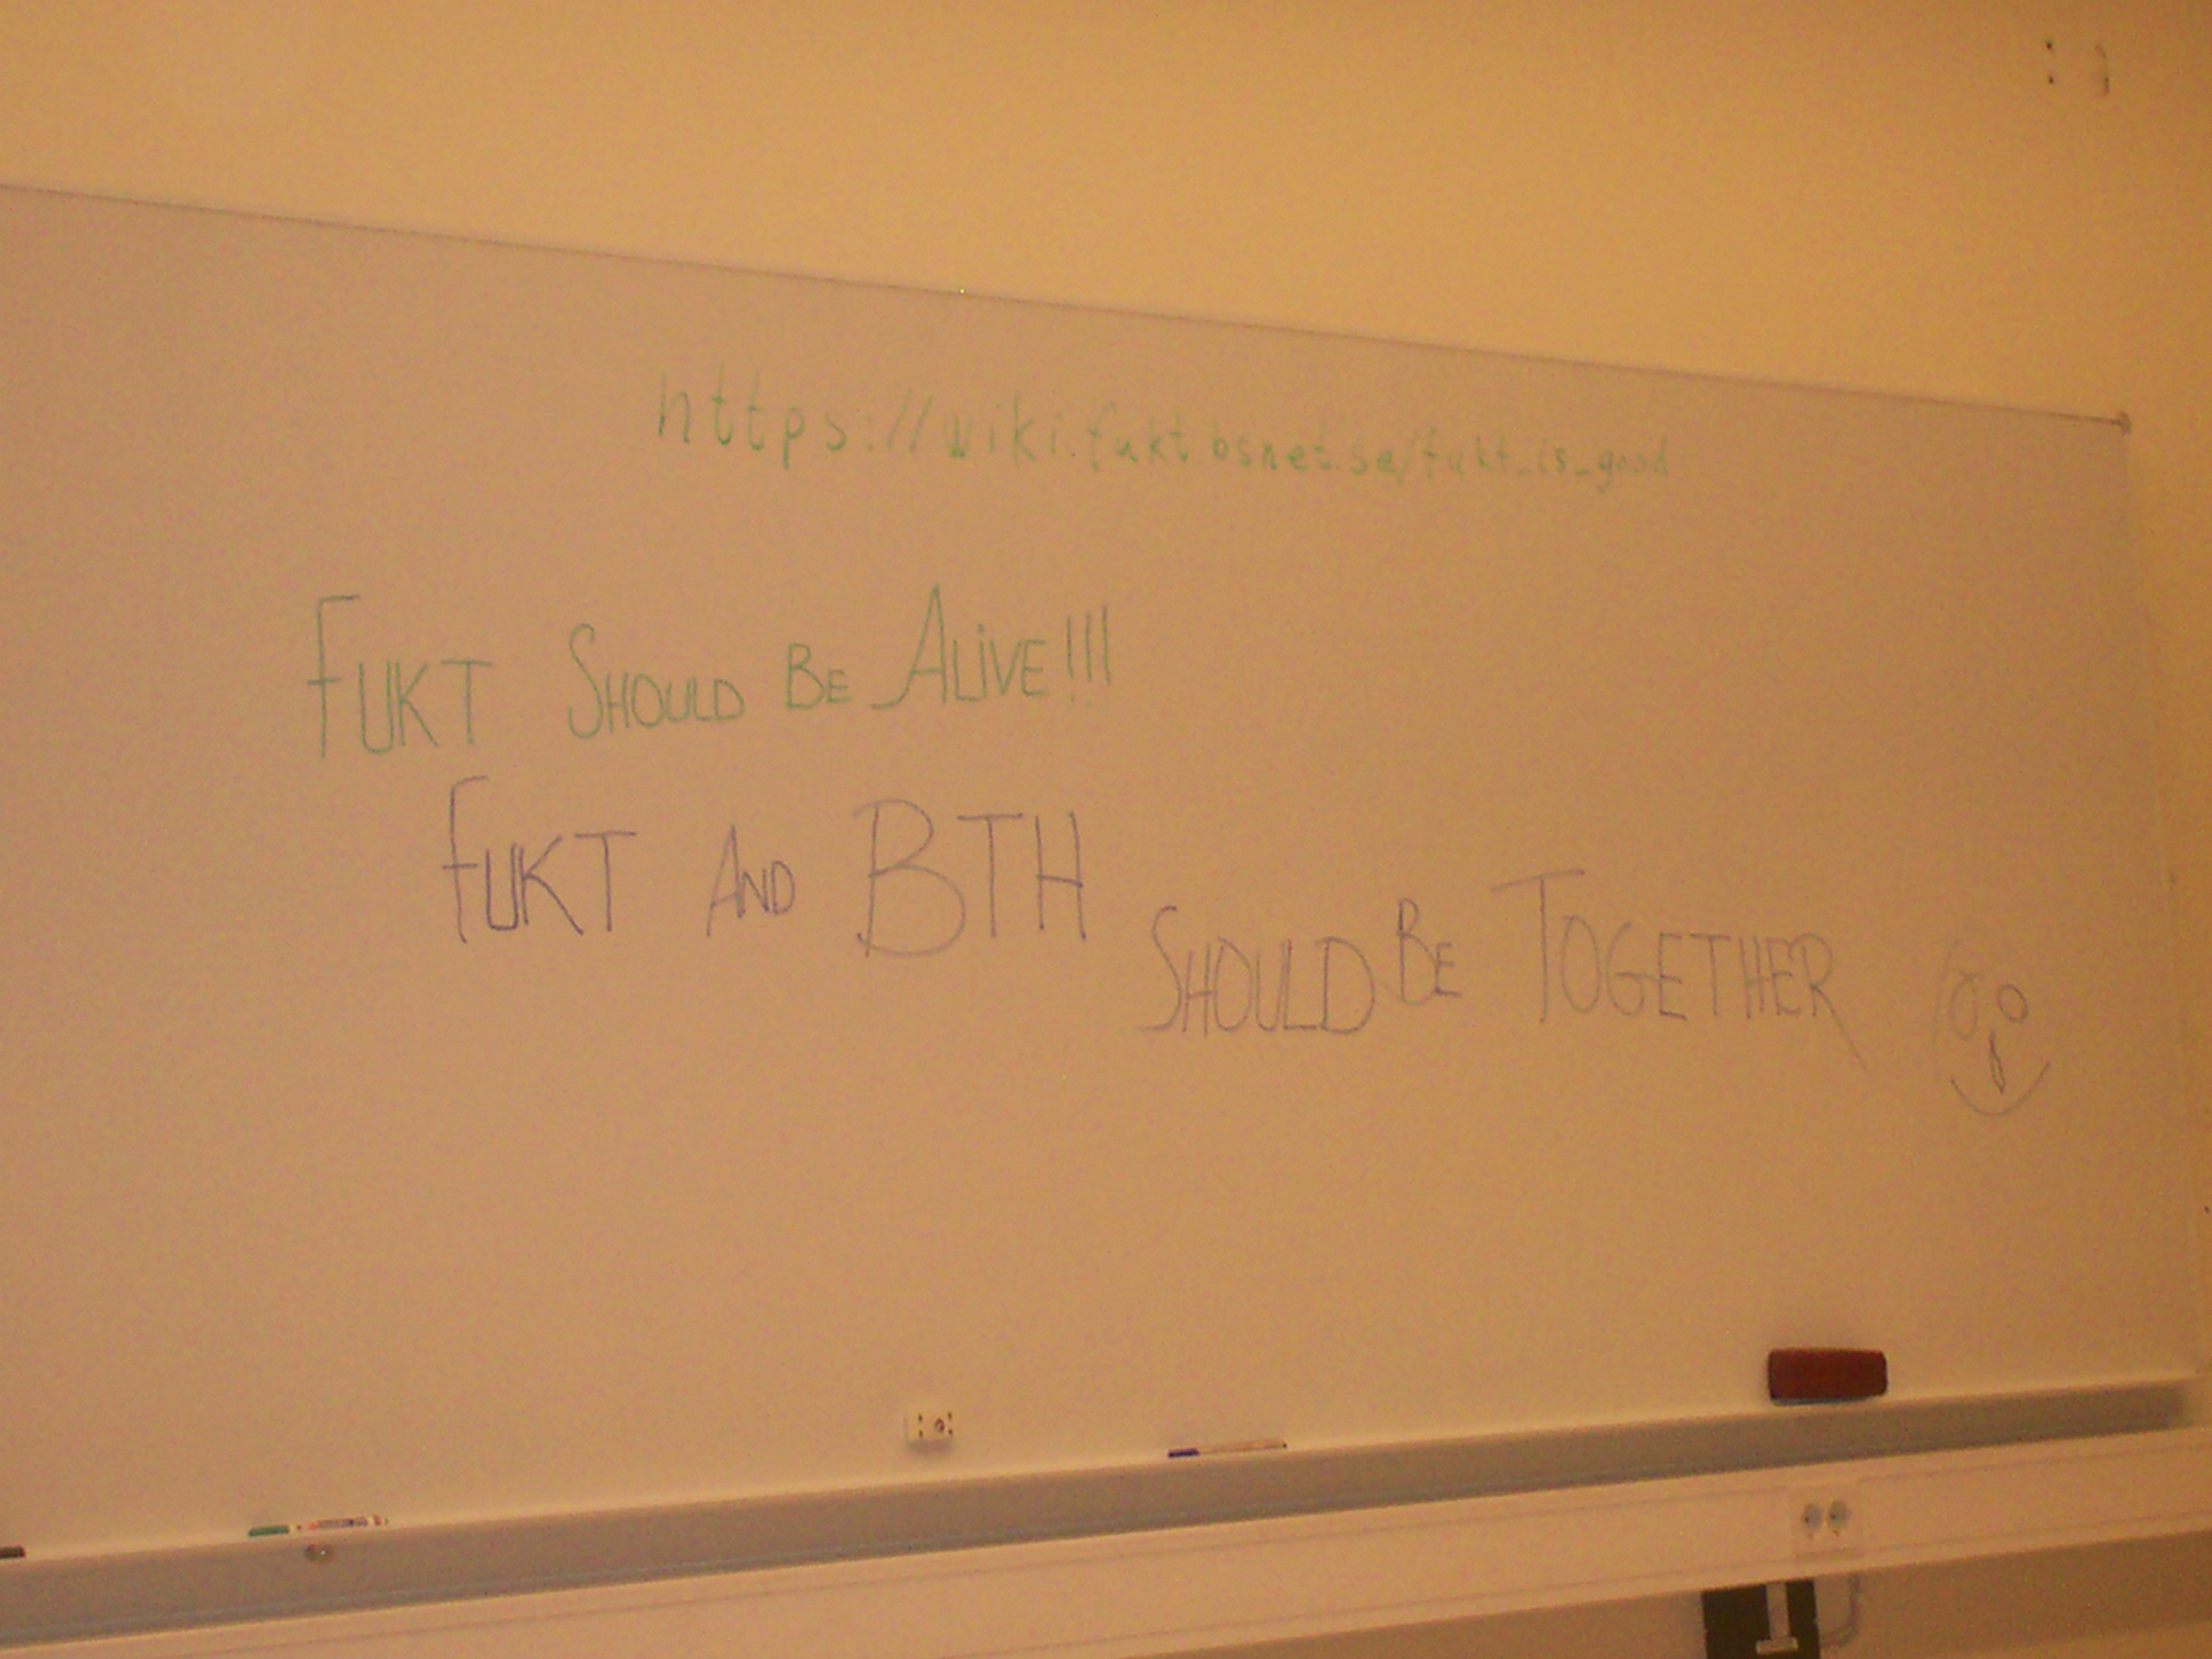 https://wiki.fukt.bsnet.se/fukt_is_good
FUKT SHOULD BE ALiVE!!!
FUKT AND BTH SHOULD BE TOGETHER